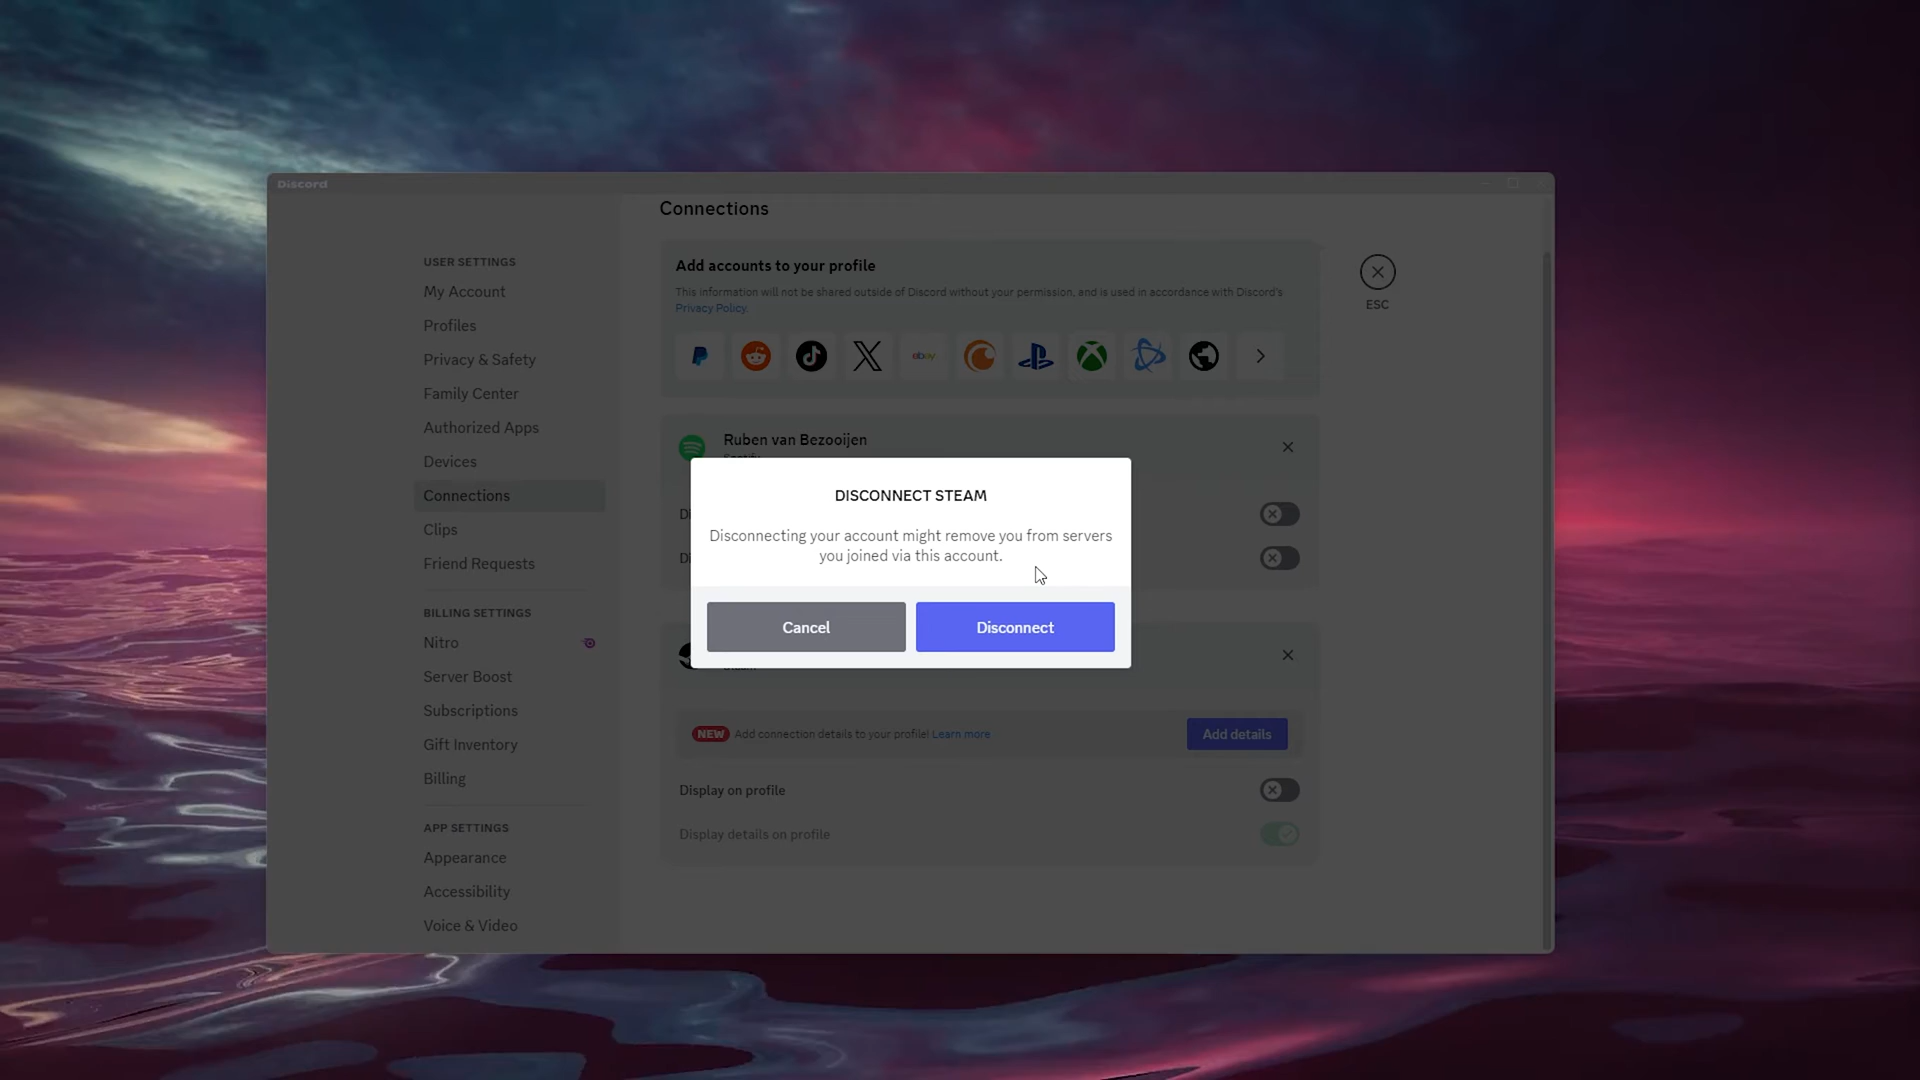 Discord
Connections
USER SETTINGS
My Account
Profiles
Privacy & Safety
Family Center
Authorized Apps
Devices
Connections
Clips
Friend Requests
BILLING SETTINGS
Nitro
Server Boost
Subscriptions
Gift Inventory
Billing
APP SETTINGS
Appearance
Accessibility
Voice & Video
Add accounts to your profile
This information will not be shared outside of Discord without your permission, and is used in accordance with Discord's
Privacy Policy.
ebay
ESC
Ruben van Bezooijen
DISCONNECT STEAM
Disconnecting your account might remove you from servers
you joined via this account.
Cancel
Disconnect
NEW Add connection details to your profile! Learn more
Add details
Display on profile
Display details on profile